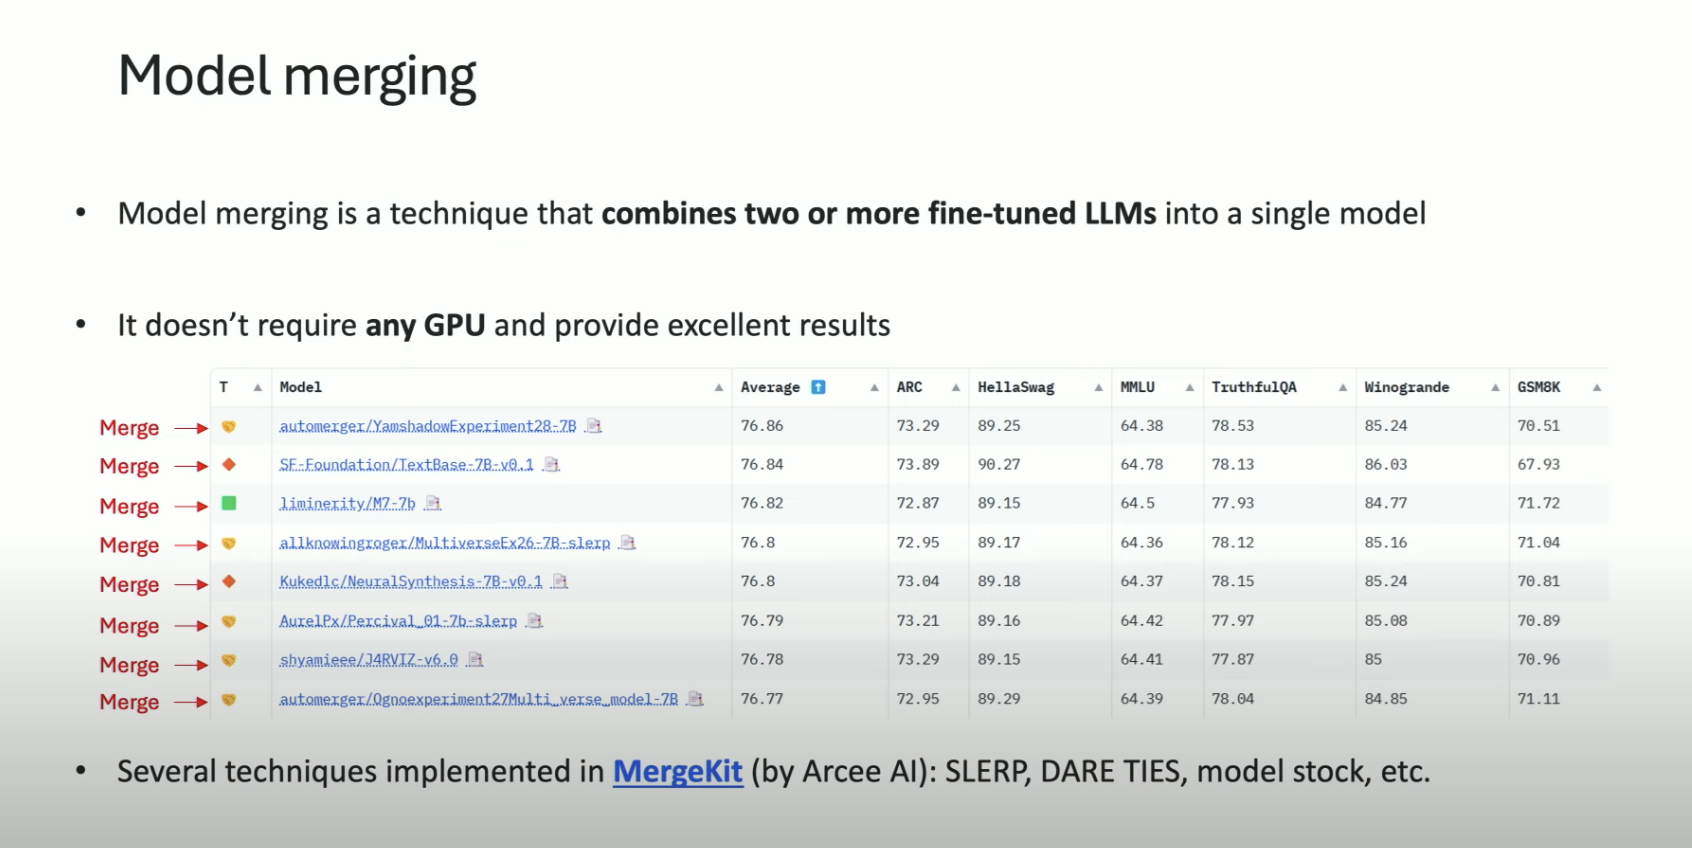 Model merging
• Model merging is a technique that combines two or more fine-tuned LLMs into a single model
• It doesn't require any GPU and provide excellent results
T Model Average ARC HellaSwag MMLU TruthfulQA Winogrande GSM8K
Merge automerger/YamshadowExperiment28-7B 76.86 73.29 89.25 64.38 78.53 85.24 70.51
Merge SF-Foundation/TextBase-7B-v0.1 76.84 73.89 90.27 64.78 78.13 86.03 67.93
Merge liminerity/M7-7b 76.82 72.87 89.15 64.5 77.93 84.77 71.72
Merge allknowingroger/MultiverseEx26-7B-slerp 76.8 72.95 89.17 64.36 78.12 85.16 71.04
Merge Kukedlc/NeuralSynthesis-7B-v0.1 76.8 73.04 89.18 64.37 78.15 85.24 70.81
Merge AurelPx/Percival_01-7b-slerp 76.79 73.21 89.16 64.42 77.97 85.08 70.89
Merge shyamieee/J4RVIZ-v6.0 76.78 73.29 89.15 64.41 77.87 85 70.96
Merge automerger/Ognoexperiment27Multi_verse_model-7B 76.77 72.95 89.29 64.39 78.04 84.85 71.11
• Several techniques implemented in MergeKit (by Arcee AI): SLERP, DARE TIES, model stock, etc.